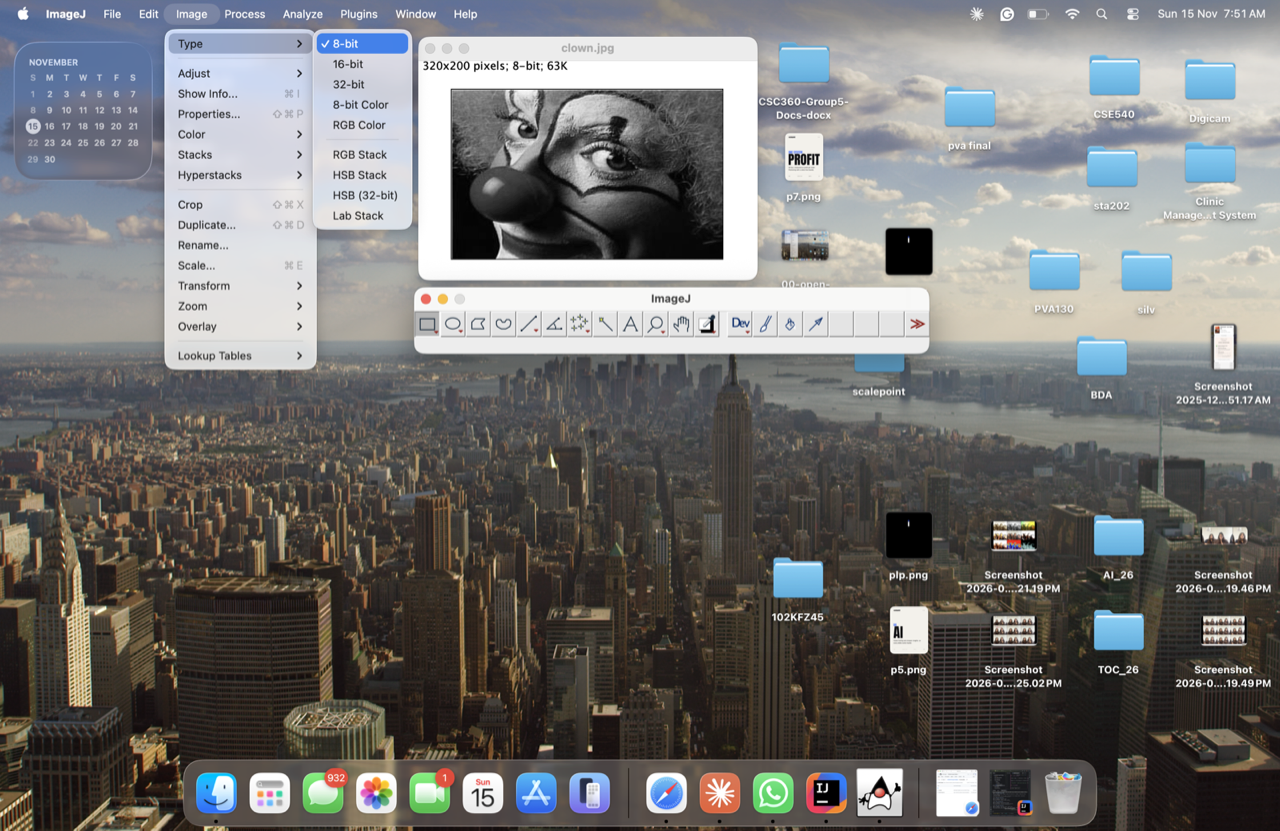 ImageJ File Edit Image Process Analyze Plugins Window Help
Sun 15 Nov 7:51 AM
NOVEMBER
S M T W T F S
1 2 3 4 5 6 7
8 9 10 11 12 13 14
15 16 17 18 19 20 21
22 23 24 25 26 27 28
29 30
Type
Adjust
Show Info... ⌘ I
Properties... ⇧ ⌘ P
Color
Stacks
Hyperstacks
Crop ⇧ ⌘ X
Duplicate... ⇧ ⌘ D
Rename...
Scale... ⌘ E
Transform
Zoom
Overlay
Lookup Tables
✓ 8-bit
16-bit
32-bit
8-bit Color
RGB Color
RGB Stack
HSB Stack
HSB (32-bit)
Lab Stack
clown.jpg
320x200 pixels; 8-bit; 63K
ImageJ
A
Dev
CSC360-Group5-
Docs-docx
pva final
CSE540
Digicam
PROFIT
p7.png
sta202
Clinic
Manage...t System
00-open-
PVA130
silv
scalepoint
BDA
Screenshot
2025-12...51.17 AM
plp.png
Screenshot
2026-0....21.19 PM
AI_26
Screenshot
2026-0....19.46 PM
102KFZ45
AI
p5.png
Screenshot
2026-0....25.02 PM
TOC_26
Screenshot
2026-0....19.49 PM
932
1
Sun
15
IJ